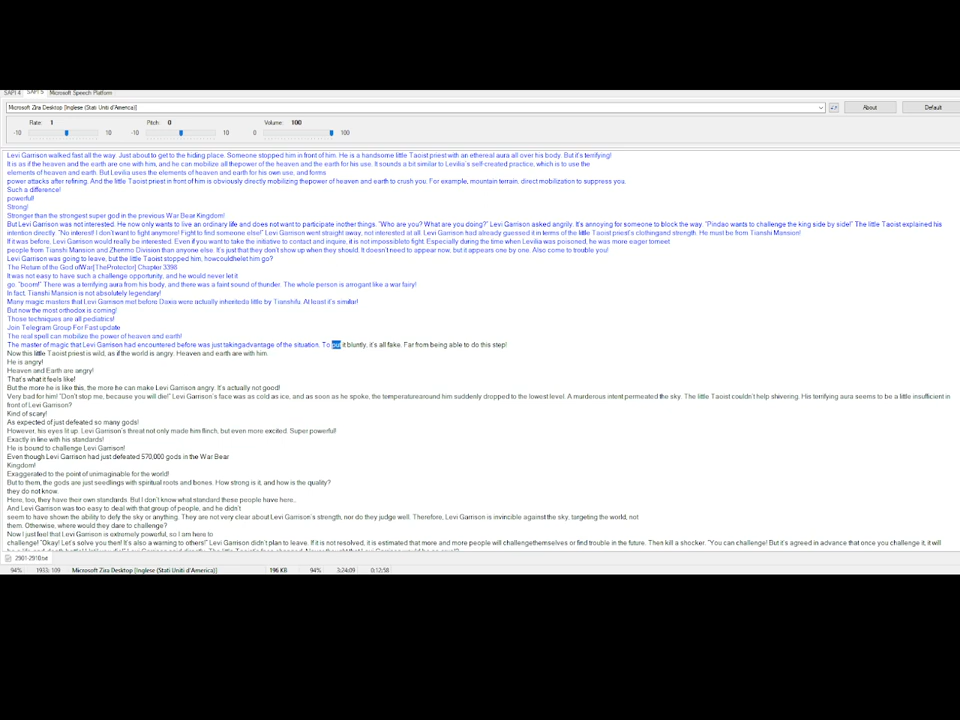 SAPI 4 SAPI 5 Microsoft Speech Platform
Microsoft Zira Desktop [Inglese (Stati Uniti d'America)] About Default
Rate: 1 Pitch: 0 Volume: 100
-10 10 -10 10 0 100
Levi Garrison walked fast all the way. Just about to get to the hiding place. Someone stopped him in front of him. He is a handsome little Taoist priest with an ethereal aura all over his body. But it's terrifying!
It is as if the heaven and the earth are one with him, and he can mobilize all thepower of the heaven and the earth for his use. It sounds a bit similar to Levilia's self-created practice, which is to use the
elements of heaven and earth. But Levilia uses the elements of heaven and earth for his own use, and forms
power attacks after refining. And the little Taoist priest in front of him is obviously directly mobilizing thepower of heaven and earth to crush you. For example, mountain terrain, direct mobilization to suppress you.
Such a difference!
powerful!
Strong!
Stronger than the strongest super god in the previous War Bear Kingdom!
But Levi Garrison was not interested. He now only wants to live an ordinary life and does not want to participate inother things. "Who are you? What are you doing?" Levi Garrison asked angrily. It's annoying for someone to block the way. "Pindao wants to challenge the king side by side!" The little Taoist explained his
intention directly. "No interest! I don't want to fight anymore! Fight to find someone else!" Levi Garrison went straight away, not interested at all. Levi Garrison had already guessed it in terms of the little Taoist priest's clothingand strength. He must be from Tianshi Mansion!
If it was before, Levi Garrison would really be interested. Even if you want to take the initiative to contact and inquire, it is not impossibleto fight. Especially during the time when Levilia was poisoned, he was more eager tomeet
people from Tianshi Mansion and Zhenmo Division than anyone else. It's just that they don't show up when they should. It doesn't need to appear now, but it appears one by one. Also come to trouble you!
Levi Garrison was going to leave, but the little Taoist stopped him, howcouldhelet him go?
The Return of the God ofWar[TheProtector] Chapter 3398
It was not easy to have such a challenge opportunity, and he would never let it
go. "boom!" There was a terrifying aura from his body, and there was a faint sound of thunder. The whole person is arrogant like a war fairy!
In fact, Tianshi Mansion is not absolutely legendary!
Many magic masters that Levi Garrison met before Daxia were actually inheriteda little by Tianshifu. At least it's similar!
But now the most orthodox is coming!
Those techniques are all pediatrics!
Join Telegram Group For Fast update
The real spell can mobilize the power of heaven and earth!
The master of magic that Levi Garrison had encountered before was just takingadvantage of the situation. To put it bluntly, it's all fake. Far from being able to do this step!
Now this little Taoist priest is wild, as if the world is angry. Heaven and earth are with him.
He is angry!
Heaven and Earth are angry!
That's what it feels like!
But the more he is like this, the more he can make Levi Garrison angry. It's actually not good!
Very bad for him! "Don't stop me, because you will die!" Levi Garrison's face was as cold as ice, and as soon as he spoke, the temperaturearound him suddenly dropped to the lowest level. A murderous intent permeated the sky. The little Taoist couldn't help shivering. His terrifying aura seems to be a little insufficient in
front of Levi Garrison?
Kind of scary!
As expected of just defeated so many gods!
However, his eyes lit up. Levi Garrison's threat not only made him flinch, but even more excited. Super powerful!
Exactly in line with his standards!
He is bound to challenge Levi Garrison!
Even though Levi Garrison had just defeated 570,000 gods in the War Bear
Kingdom!
Exaggerated to the point of unimaginable for the world!
But to them, the gods are just seedlings with spiritual roots and bones. How strong is it, and how is the quality?
they do not know.
Here, too, they have their own standards. But I don't know what standard these people have here..
And Levi Garrison was too easy to deal with that group of people, and he didn't
seem to have shown the ability to defy the sky or anything. They are not very clear about Levi Garrison's strength, nor do they judge well. Therefore, Levi Garrison is invincible against the sky, targeting the world, not
them. Otherwise, where would they dare to challenge?
Now I just feel that Levi Garrison is extremely powerful, so I am here to
challenge! "Okay! Let's solve you then! It's also a warning to others!" Levi Garrison didn't plan to leave. If it is not resolved, it is estimated that more and more people will challengethemselves or find trouble in the future. Then kill a shocker. "You can challenge! But it's agreed in advance that once you challenge it, it will
2901-2910.txt
94% 1933: 109 Microsoft Zira Desktop [Inglese (Stati Uniti d'America)] 196 KB 94% 3:24:09 0:12:58